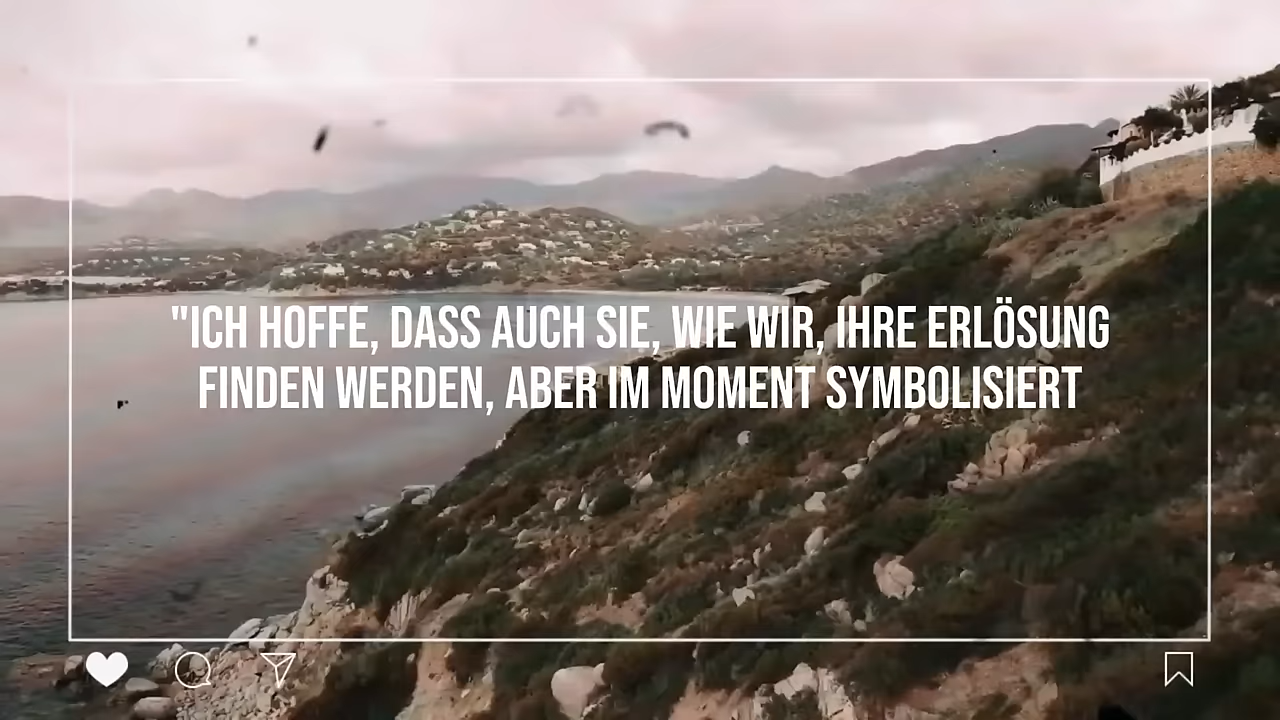 "ICH HOFFE, DASS AUCH SIE, WIE WIR, IHRE ERLÖSUNG
FINDEN WERDEN, ABER IM MOMENT SYMBOLISIERT